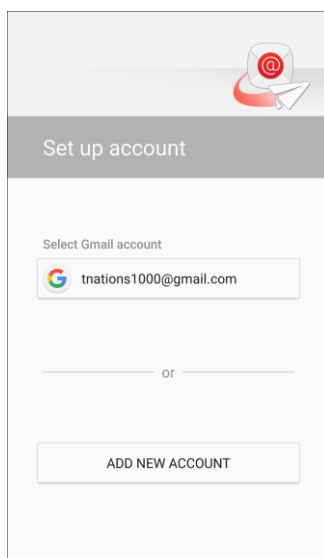 @
Set up account
Select Gmail account
G tnations1000@gmail.com
or
ADD NEW ACCOUNT